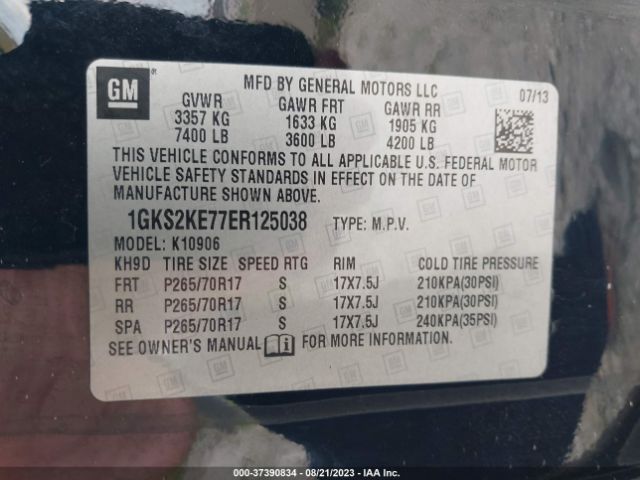 GM
MFD BY GENERAL MOTORS LLC 07/13
GVWR GAWR FRT GAWR RR
3357 KG 1633 KG 1905 KG
7400 LB 3600 LB 4200 LB
THIS VEHICLE CONFORMS TO ALL APPLICABLE U.S. FEDERAL MOTOR
VEHICLE SAFETY STANDARDS IN EFFECT ON THE DATE OF
MANUFACTURE SHOWN ABOVE.
1GKS2KE77ER125038 TYPE: M.P.V.
MODEL: K10906
KH9D TIRE SIZE SPEED RTG RIM COLD TIRE PRESSURE
FRT P265/70R17 S 17X7.5J 210KPA(30PSI)
RR P265/70R17 S 17X7.5J 210KPA(30PSI)
SPA P265/70R17 S 17X7.5J 240KPA(35PSI)
SEE OWNER'S MANUAL FOR MORE INFORMATION.
000-37390834 - 08/21/2023 - IAA Inc.